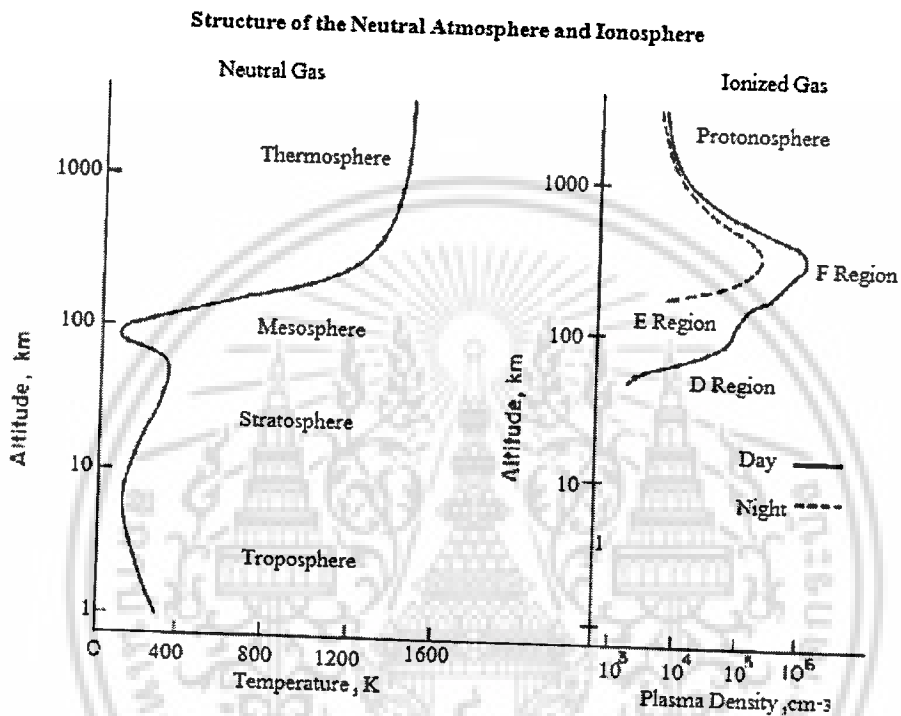 Structure of the Neutral Atmosphere and Ionosphere
Neutral Gas
Thermosphere
Mesosphere
Stratosphere
Troposphere
1000
100
10
1
Altitude, km
0 400 800 1200 1600
Temperature, K
Ionized Gas
Protonosphere
F Region
E Region
D Region
Day
Night
1000
100
10
1
Altitude, km
10³ 10⁴ 10⁵ 10⁶
Plasma Density ,cm-3